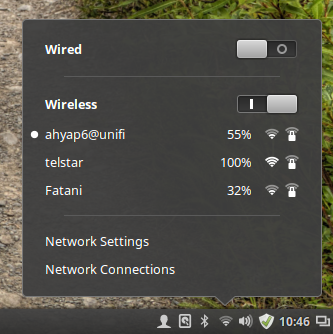 Wired
Wireless
ahyap6@unifi 55%
telstar 100%
Fatani 32%
Network Settings
Network Connections
10:46